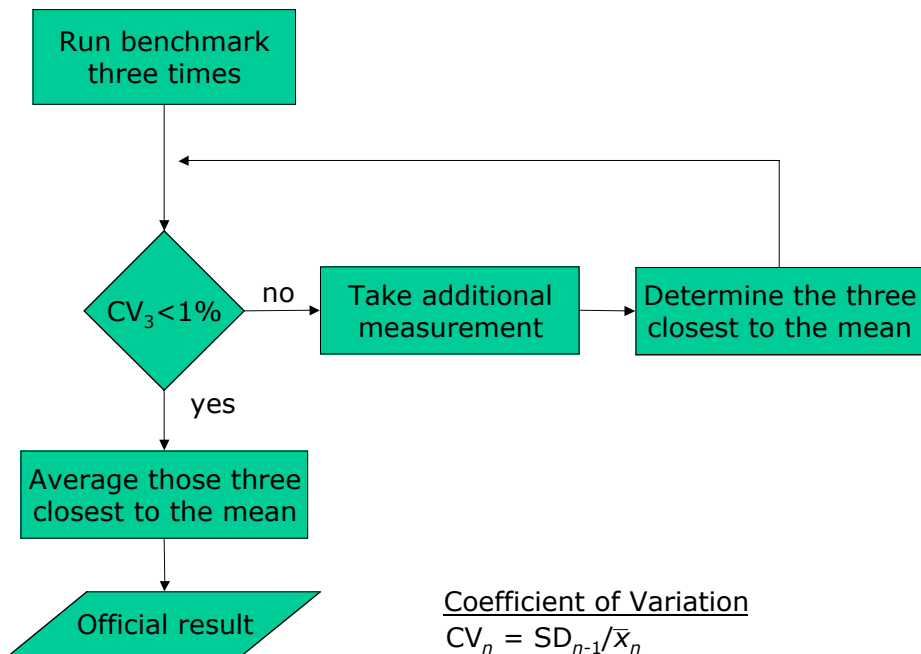 Run benchmark
three times
CV₃<1%
no
Take additional
measurement
Determine the three
closest to the mean
yes
Average those three
closest to the mean
Official result
Coefficient of Variation
CVₙ = SDₙ₋₁/x̅ₙ